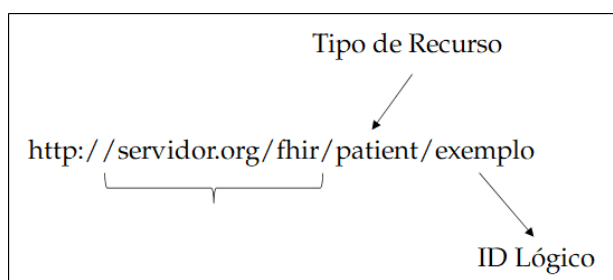 Tipo de Recurso
http://servidor.org/fhir/patient/exemplo
ID Lógico